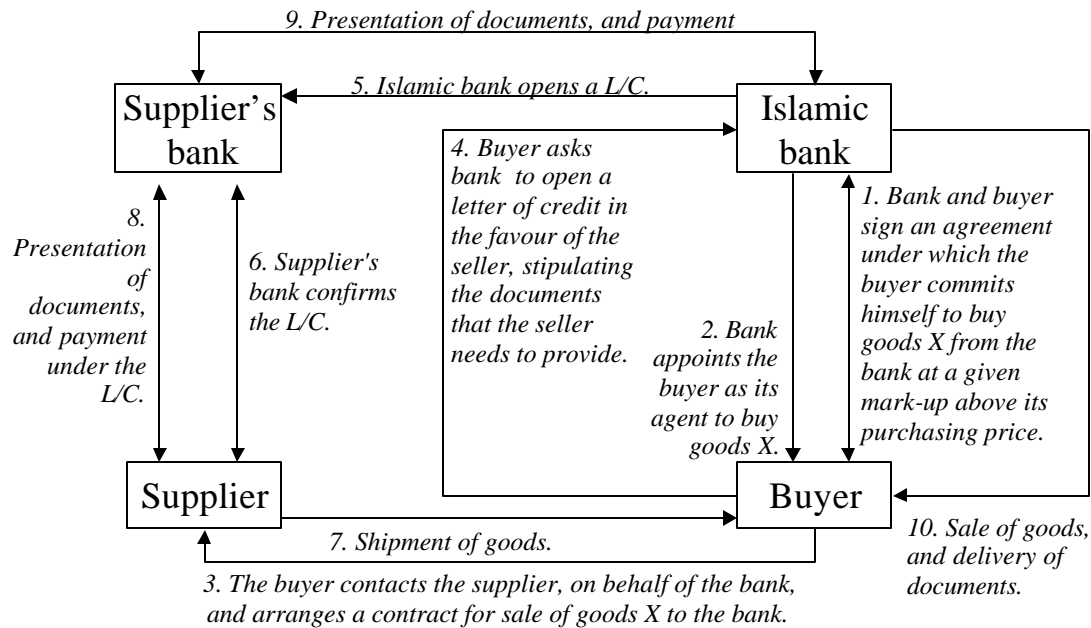 9. Presentation of documents, and payment
5. Islamic bank opens a L/C.
Supplier's
bank
Islamic
bank
4. Buyer asks
bank to open a
letter of credit in
the favour of the
seller, stipulating
the documents
that the seller
needs to provide.
1. Bank and buyer
sign an agreement
under which the
buyer commits
himself to buy
goods X from the
bank at a given
mark-up above its
purchasing price.
8.
Presentation
of
documents,
and payment
under the
L/C.
6. Supplier's
bank confirms
the L/C.
2. Bank
appoints the
buyer as its
agent to buy
goods X.
Supplier
Buyer
7. Shipment of goods.
10. Sale of goods,
and delivery of
documents.
3. The buyer contacts the supplier, on behalf of the bank,
and arranges a contract for sale of goods X to the bank.